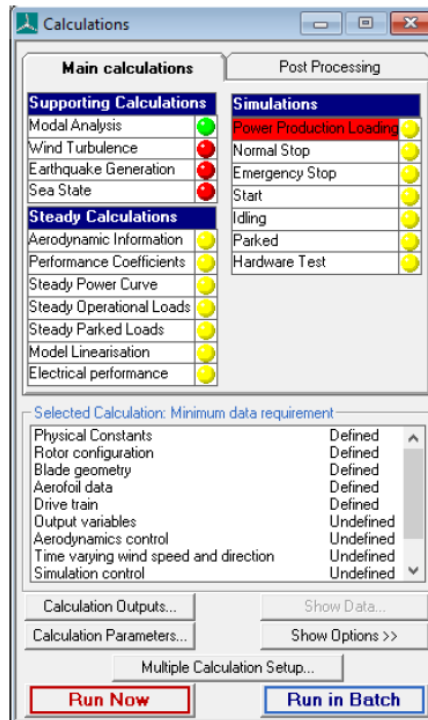 Calculations
Main calculations
Post Processing
Supporting Calculations
Modal Analysis
Wind Turbulence
Earthquake Generation
Sea State
Steady Calculations
Aerodynamic Information
Performance Coefficients
Steady Power Curve
Steady Operational Loads
Steady Parked Loads
Model Linearisation
Electrical performance
Simulations
Power Production Loading
Normal Stop
Emergency Stop
Start
Idling
Parked
Hardware Test
Selected Calculation: Minimum data requirement
Physical Constants Defined
Rotor configuration Defined
Blade geometry Defined
Aerofoil data Defined
Drive train Defined
Output variables Undefined
Aerodynamics control Undefined
Time varying wind speed and direction Undefined
Simulation control Undefined
Calculation Outputs... Show Data...
Calculation Parameters... Show Options >>
Multiple Calculation Setup...
Run Now Run in Batch